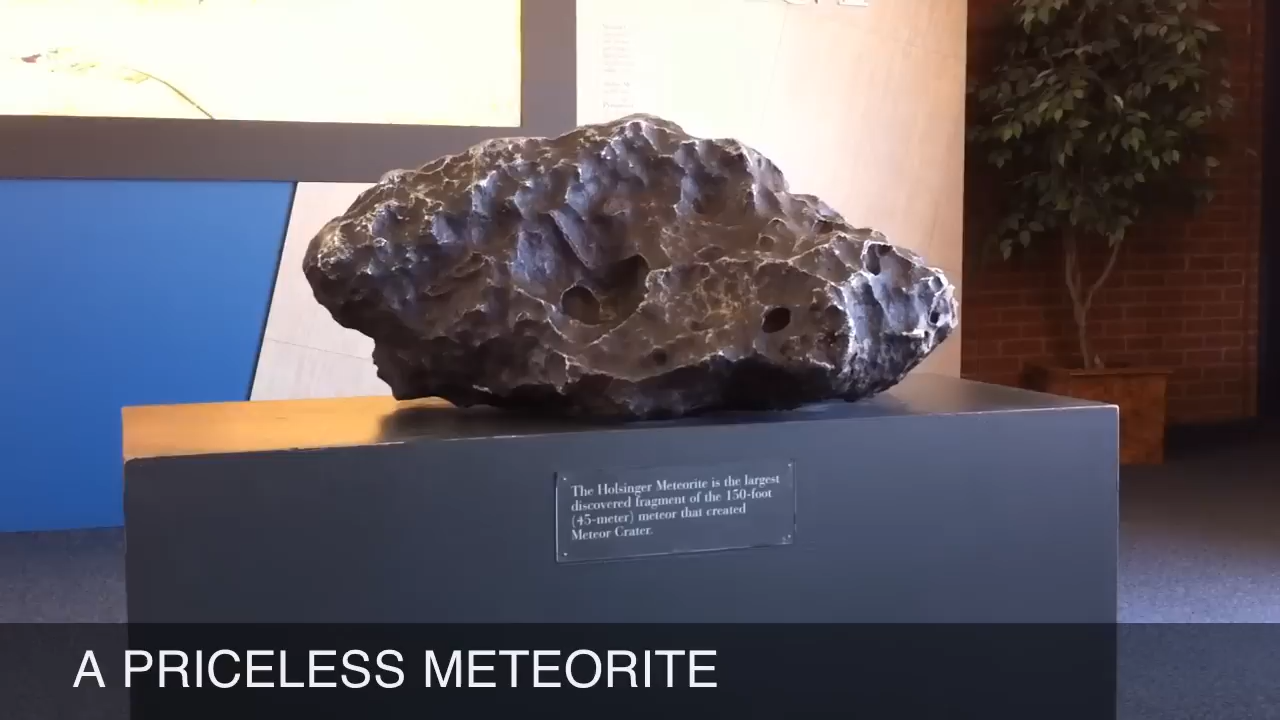 The Holsinger Meteorite is the largest
discovered fragment of the 150-foot
(45-meter) meteor that created
Meteor Crater.
A PRICELESS METEORITE